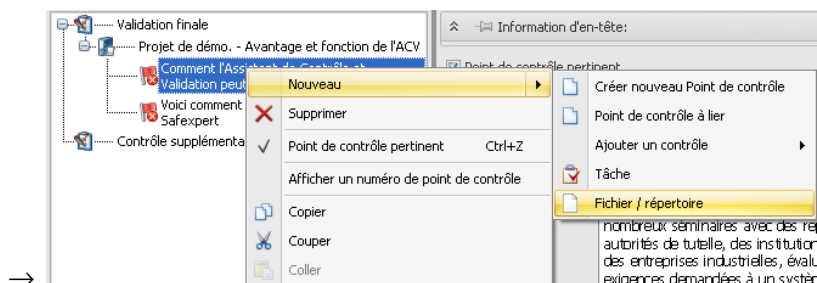 Validation finale
Projet de démo. - Avantage et fonction de l'ACV
Comment l'Assistant de Contrôle et
Validation peut
Voici comment
Safexpert
Contrôle supplémenta
Information d'en-tête:
Point de contrôle pertinent
Nouveau
Supprimer
Point de contrôle pertinent Ctrl+Z
Afficher un numéro de point de contrôle
Copier
Couper
Coller
Créer nouveau Point de contrôle
Point de contrôle à lier
Ajouter un contrôle
Tâche
Fichier / répertoire
nombreux séminaires avec des rep
autorités de tutelle, des institution
des entreprises industrielles, évalu
exigences demandées à un systèm
→